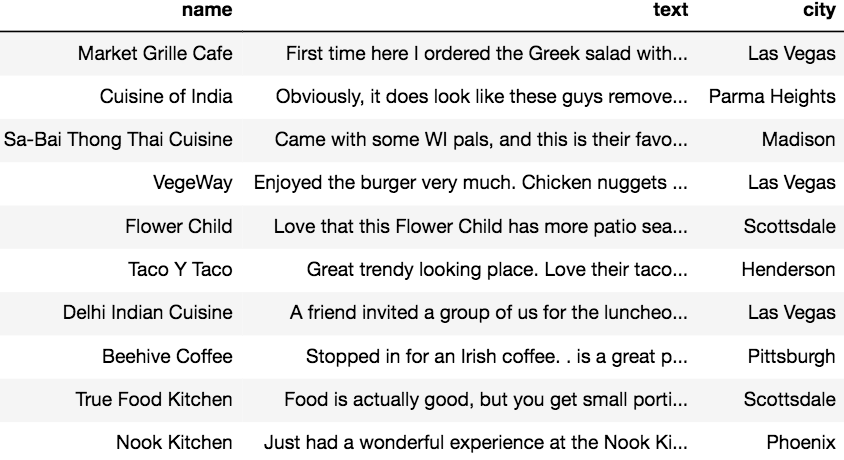 name text city
Market Grille Cafe First time here I ordered the Greek salad with... Las Vegas
Cuisine of India Obviously, it does look like these guys remove... Parma Heights
Sa-Bai Thong Thai Cuisine Came with some WI pals, and this is their favo... Madison
VegeWay Enjoyed the burger very much. Chicken nuggets ... Las Vegas
Flower Child Love that this Flower Child has more patio sea... Scottsdale
Taco Y Taco Great trendy looking place. Love their taco... Henderson
Delhi Indian Cuisine A friend invited a group of us for the luncheo... Las Vegas
Beehive Coffee Stopped in for an Irish coffee. . is a great p... Pittsburgh
True Food Kitchen Food is actually good, but you get small porti... Scottsdale
Nook Kitchen Just had a wonderful experience at the Nook Ki... Phoenix